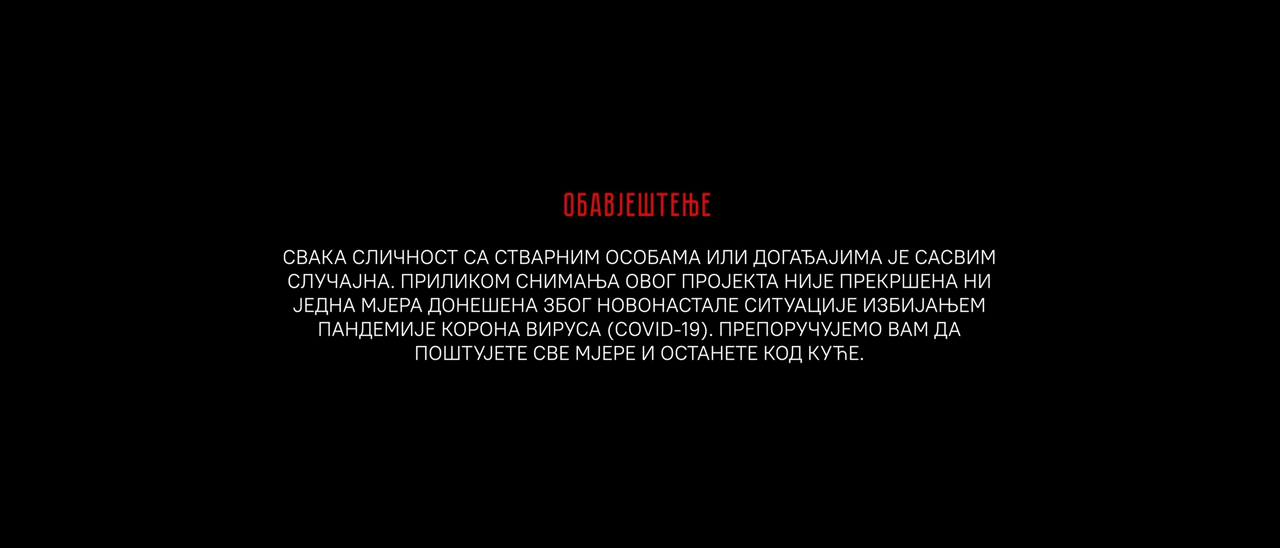 ОБАВЈЕШТЕЊЕ
СВАКА СЛИЧНОСТ СА СТВАРНИМ ОСОБАМА ИЛИ ДОГАЂАЈИМА ЈЕ САСВИМ
СЛУЧАЈНА. ПРИЛИКОМ СНИМАЊА ОВОГ ПРОЈЕКТА НИЈЕ ПРЕКРШЕНА НИ
ЈЕДНА МЈЕРА ДОНЕШЕНА ЗБОГ НОВОНАСТАЛЕ СИТУАЦИЈЕ ИЗБИЈАЊЕМ
ПАНДЕМИЈЕ КОРОНА ВИРУСА (COVID-19). ПРЕПОРУЧУЈЕМО ВАМ ДА
ПОШТУЈЕТЕ СВЕ МЈЕРЕ И ОСТАНЕТЕ КОД КУЋЕ.